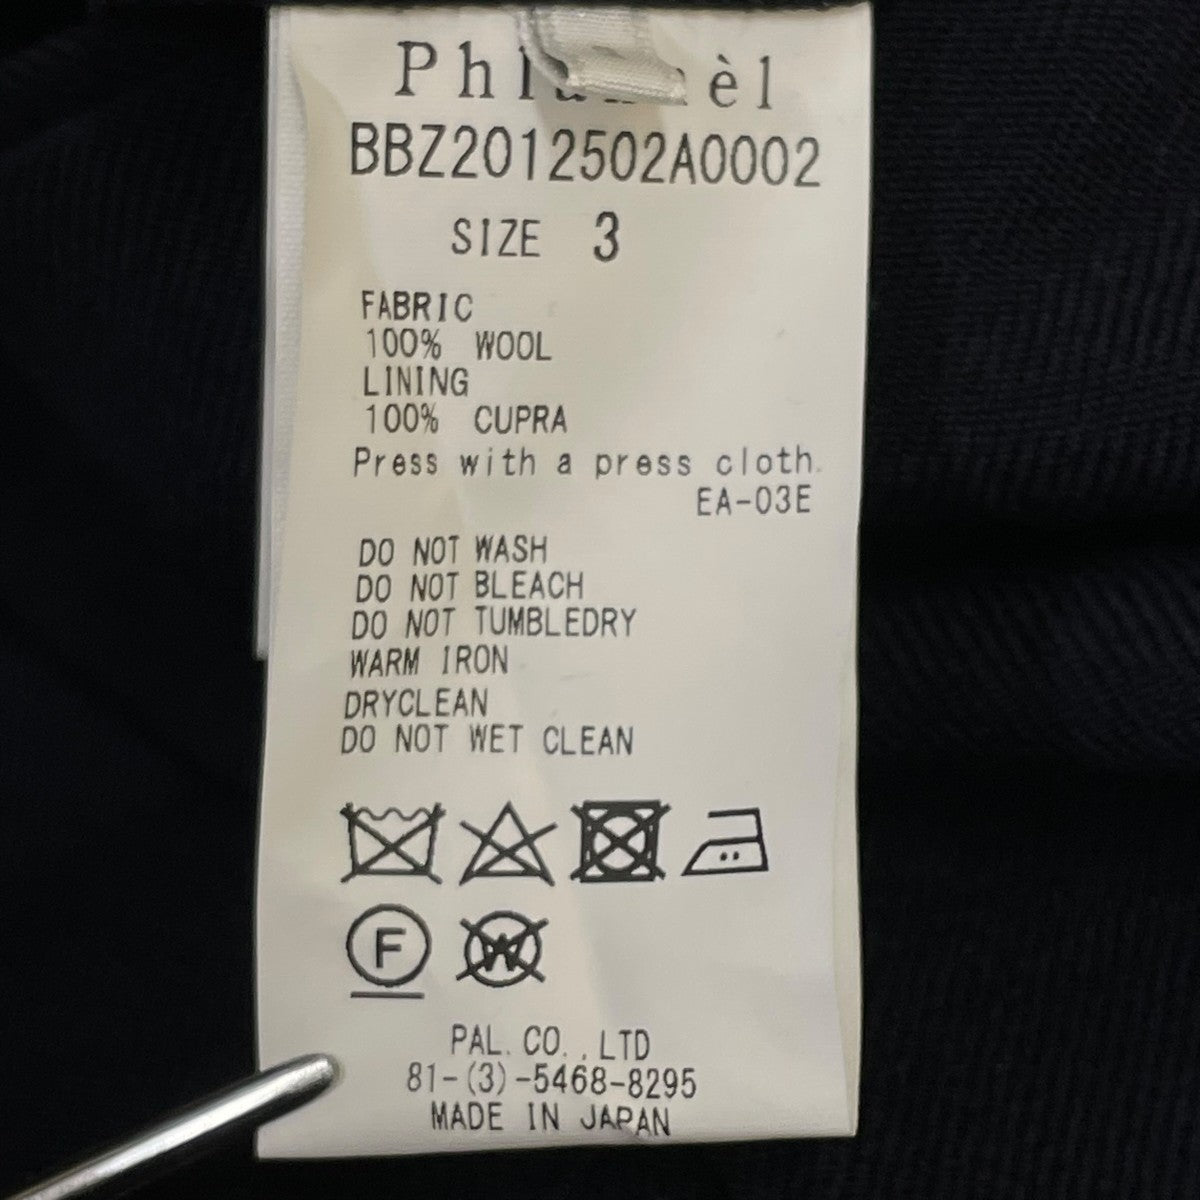 BBZ2012502A0002
SIZE 3
FABRIC
100% WOOL
LINING
100% CUPRA
Press with a press cloth.
EA-03E
DO NOT WASH
DO NOT BLEACH
DO NOT TUMBLEDRY
WARM IRON
DRYCLEAN
DO NOT WET CLEAN
F W
PAL. CO., LTD
81-(3)-5468-8295
MADE IN JAPAN